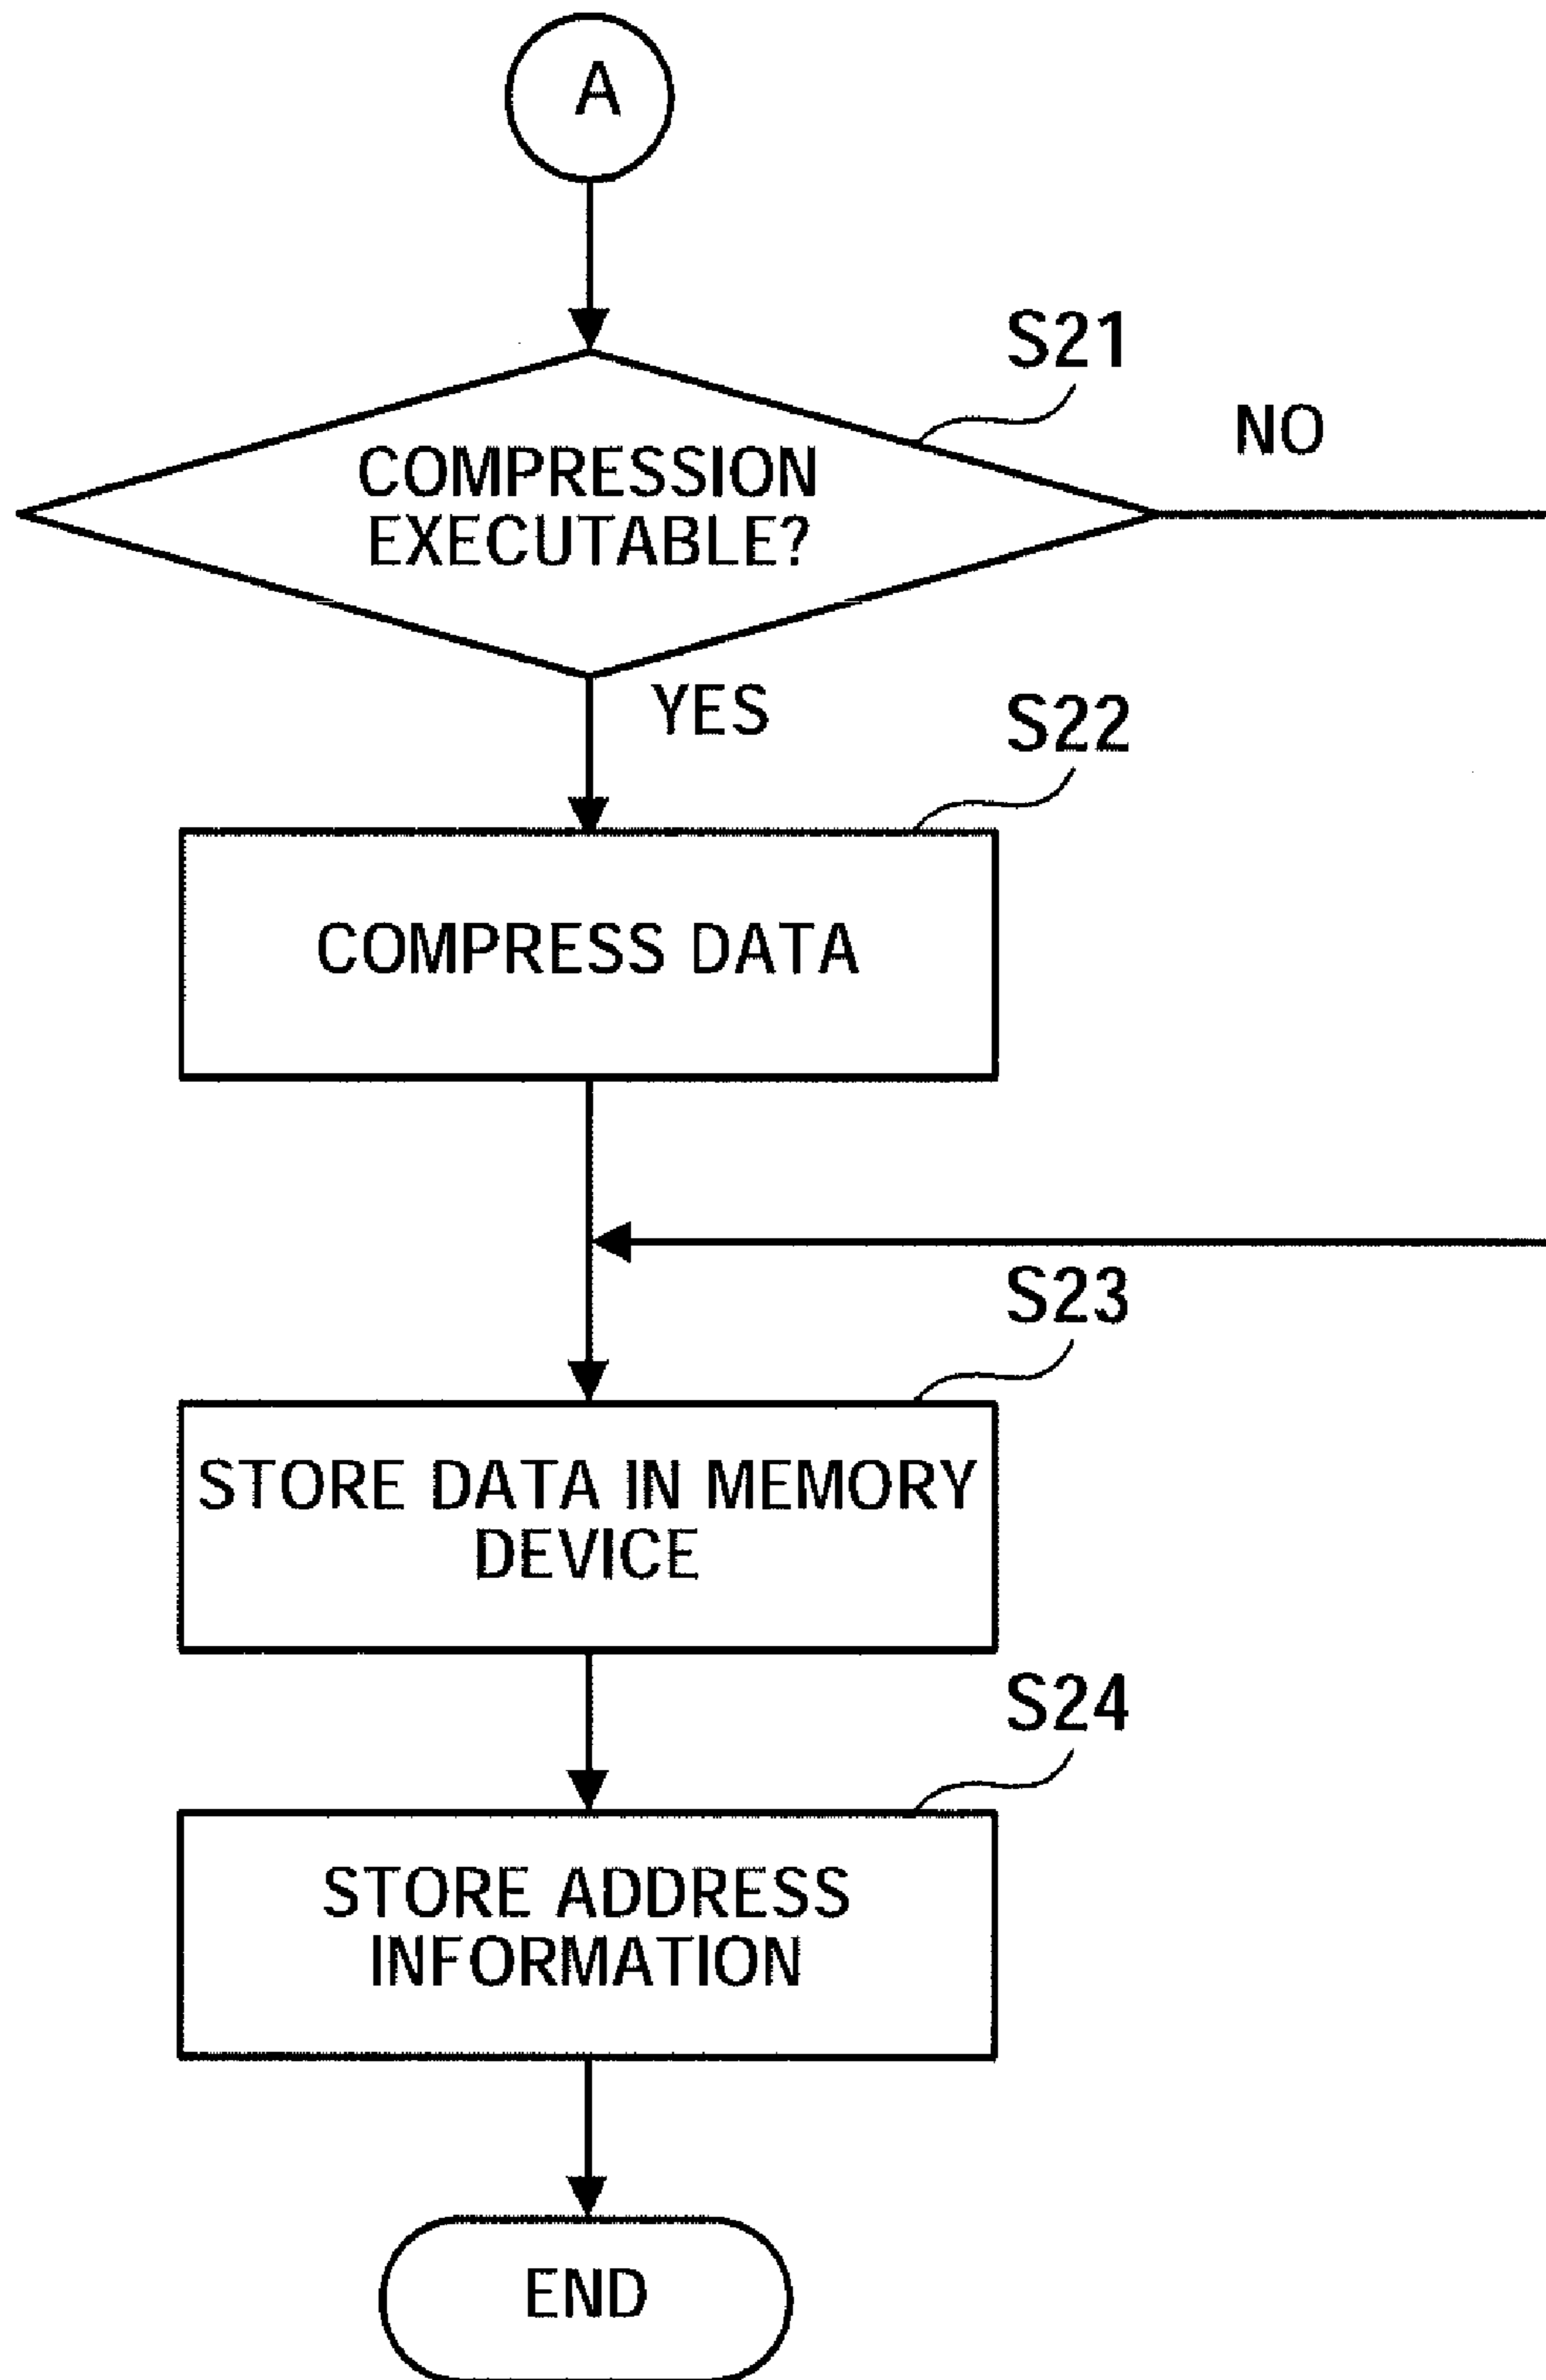 A
S21
NO
COMPRESSION
EXECUTABLE?
YES
S22
COMPRESS DATA
S23
STORE DATA IN MEMORY
DEVICE
S24
STORE ADDRESS
INFORMATION
END